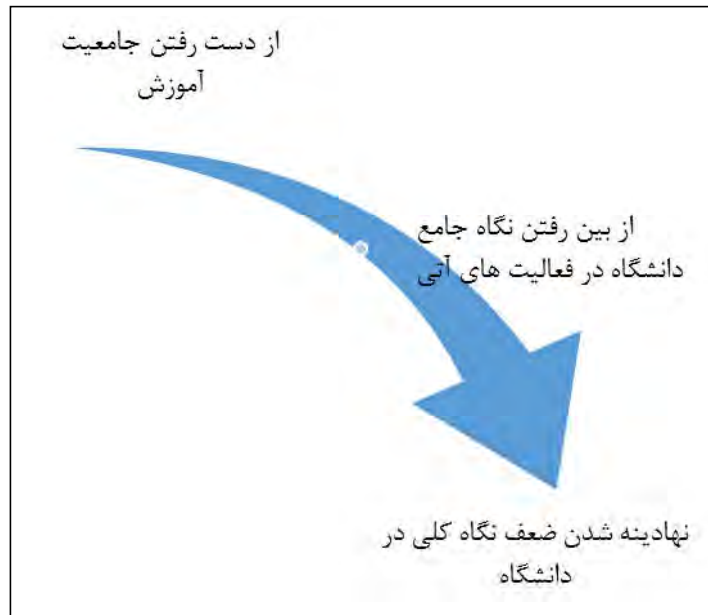 از دست رفتن جامعیت
آموزش
از بین رفتن نگاه جامع
دانشگاه در فعالیت های آتی
نهادینه شدن ضعف نگاه کلی در
دانشگاه